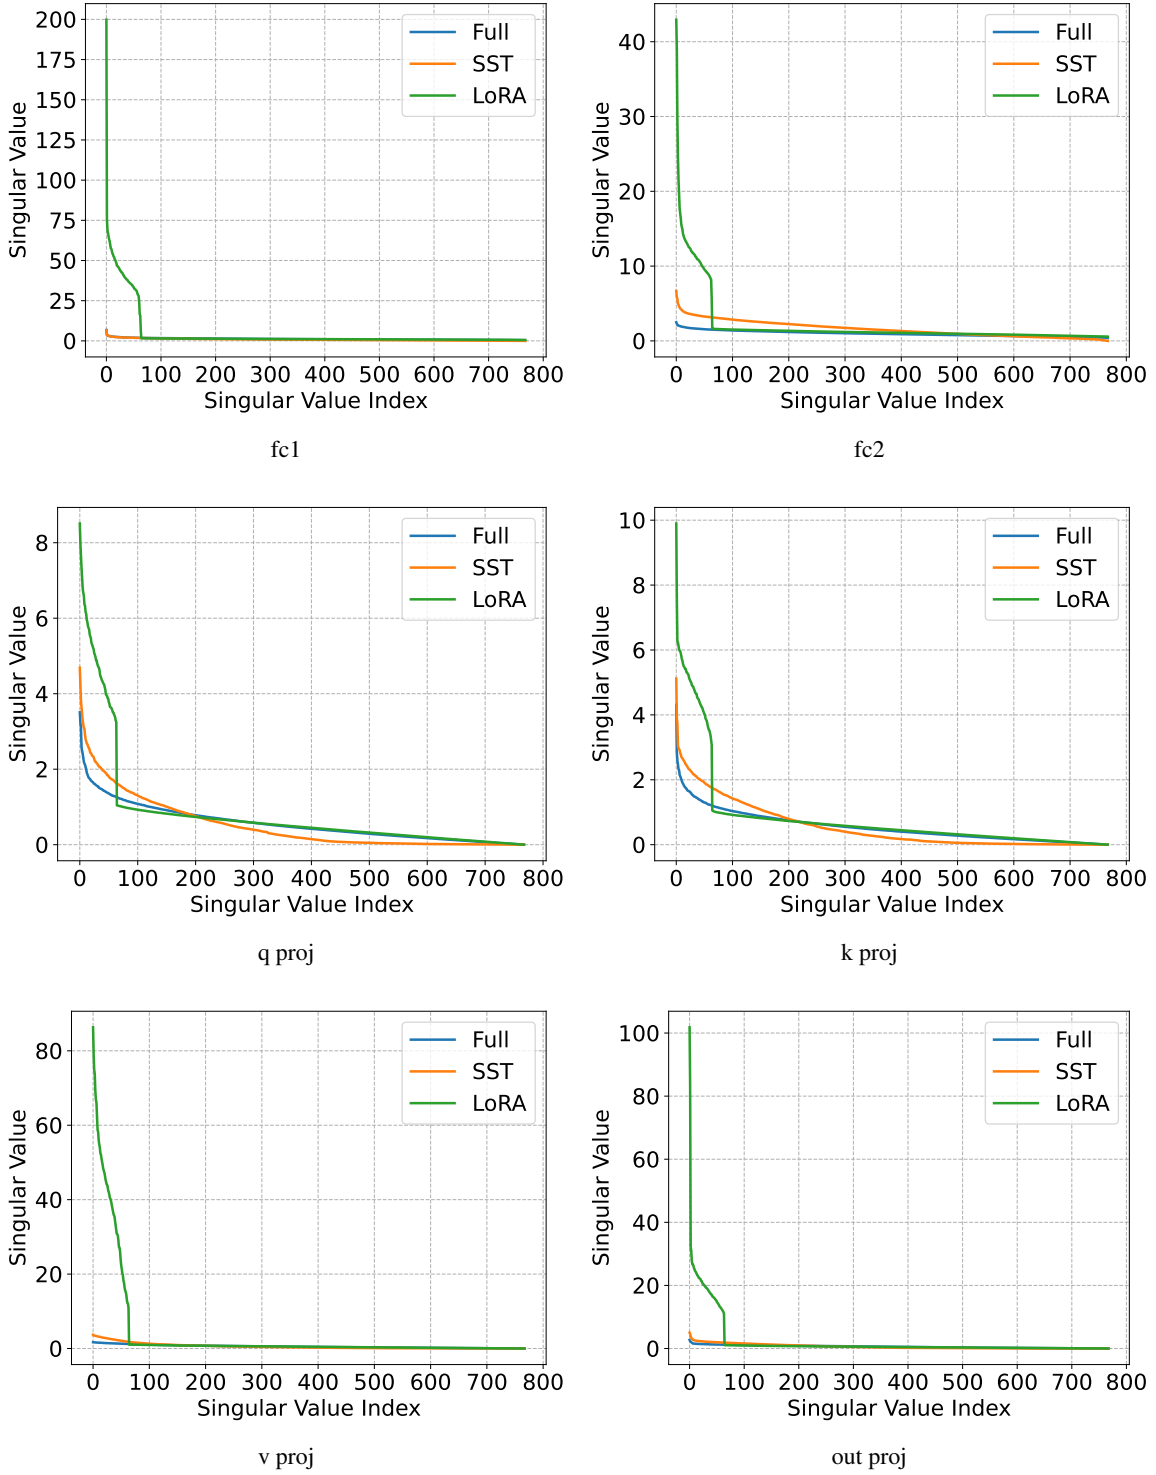 200
175
150
125
100
75
50
25
0
Singular Value
Full
SST
LoRA
0 100 200 300 400 500 600 700 800
Singular Value Index
fc1
40
30
20
10
0
Singular Value
Full
SST
LoRA
0 100 200 300 400 500 600 700 800
Singular Value Index
fc2
8
6
4
2
0
Singular Value
Full
SST
LoRA
0 100 200 300 400 500 600 700 800
Singular Value Index
q proj
10
8
6
4
2
0
Singular Value
Full
SST
LoRA
0 100 200 300 400 500 600 700 800
Singular Value Index
k proj
80
60
40
20
0
Singular Value
Full
SST
LoRA
0 100 200 300 400 500 600 700 800
Singular Value Index
v proj
100
80
60
40
20
0
Singular Value
Full
SST
LoRA
0 100 200 300 400 500 600 700 800
Singular Value Index
out proj